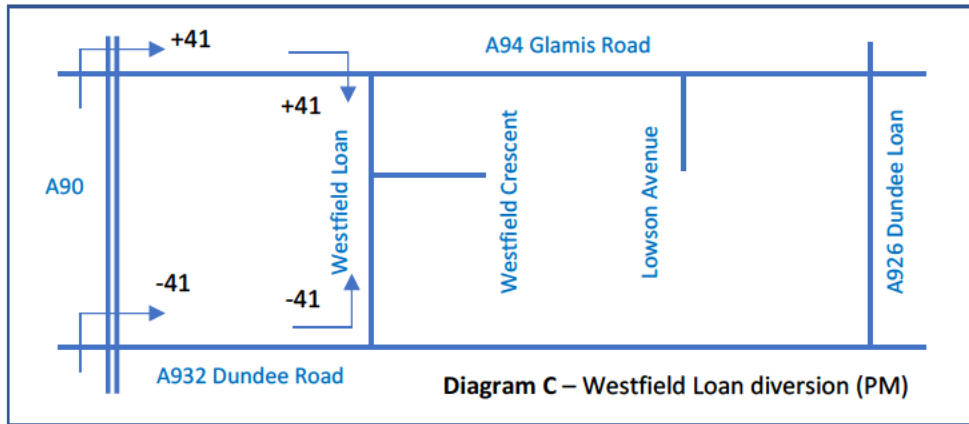 +41
A94 Glamis Road
+41
Westfield Loan
Westfield Crescent
Lowson Avenue
A926 Dundee Loan
A90
-41
-41
A932 Dundee Road
Diagram C – Westfield Loan diversion (PM)